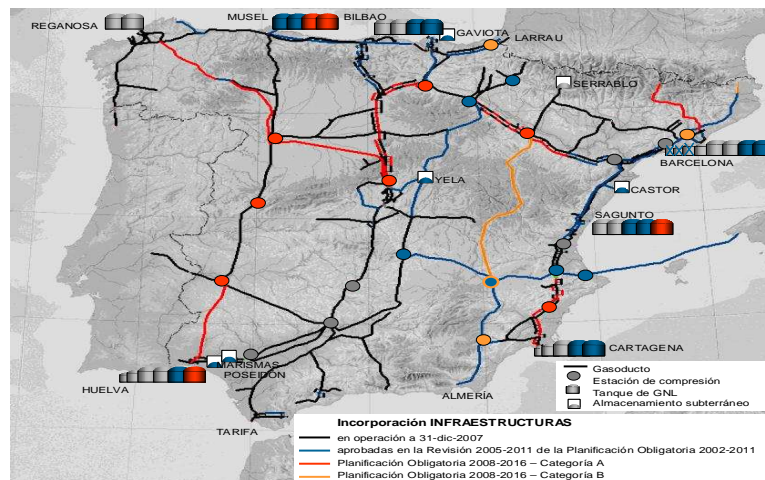 REGANOSA
MUSEL
BILBAO
GAVIOTA
LARRAU
SERRABLO
BARCELONA
YELA
CASTOR
SAGUNTO
MARISMAS
POSEIDÓN
HUELVA
CARTAGENA
ALMERÍA
TARIFA
Gasoducto
Estación de compresión
Tanque de GNL
Almacenamiento subterráneo
Incorporación INFRAESTRUCTURAS
en operación a 31-dic-2007
aprobadas en la Revisión 2005-2011 de la Planificación Obligatoria 2002-2011
Planificación Obligatoria 2008-2016 – Categoría A
Planificación Obligatoria 2008-2016 – Categoría B